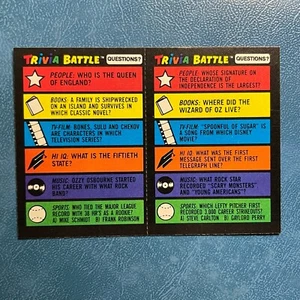 TRIVIA BATTLE™ QUESTIONS?
PEOPLE: WHO IS THE QUEEN
OF ENGLAND?
BOOKS: A FAMILY IS SHIPWRECKED
ON AN ISLAND AND SURVIVES IN
WHICH CLASSIC NOVEL?
TV-FILM: BONES, SOLO AND CHEKOV
ARE CHARACTERS IN WHICH
TELEVISION SERIES?
HI IQ: WHAT IS THE FIFTIETH
STATE?
MUSIC: OZZY OSBOURNE STARTED
HIS CAREER WITH WHAT ROCK
BAND?
SPORTS: WHO TIED THE MAJOR LEAGUE
RECORD WITH 38 HR'S AS A ROOKIE?
A) MIKE SCHMIDT B) FRANK ROBINSON
TRIVIA BATTLE™ QUESTIONS?
PEOPLE: WHOSE SIGNATURE
ON THE DECLARATION OF
INDEPENDENCE IS THE LARGEST?
BOOKS: WHERE DID THE
WIZARD OF OZ LIVE?
TV-FILM: "SPOONFUL OF SUGAR"
IS A SONG FROM WHICH DISNEY
MOVIE?
HI IQ: WHAT WAS THE FIRST
MESSAGE SENT OVER THE FIRST
TELEGRAPH LINE?
MUSIC: WHAT ROCK STAR
RECORDED "SCARY MONSTERS"
AND "YOUNG AMERICANS"?
SPORTS: WHICH LEFTY PITCHER FIRST
RECORDED 3,000 CAREER STRIKEOUTS?
A) STEVE CARLTON B) GAYLORD PERRY